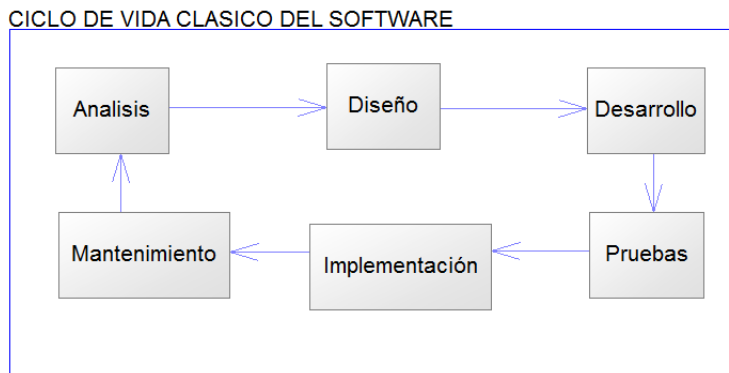 CICLO DE VIDA CLASICO DEL SOFTWARE
Analisis
Diseño
Desarrollo
Mantenimiento
Implementación
Pruebas